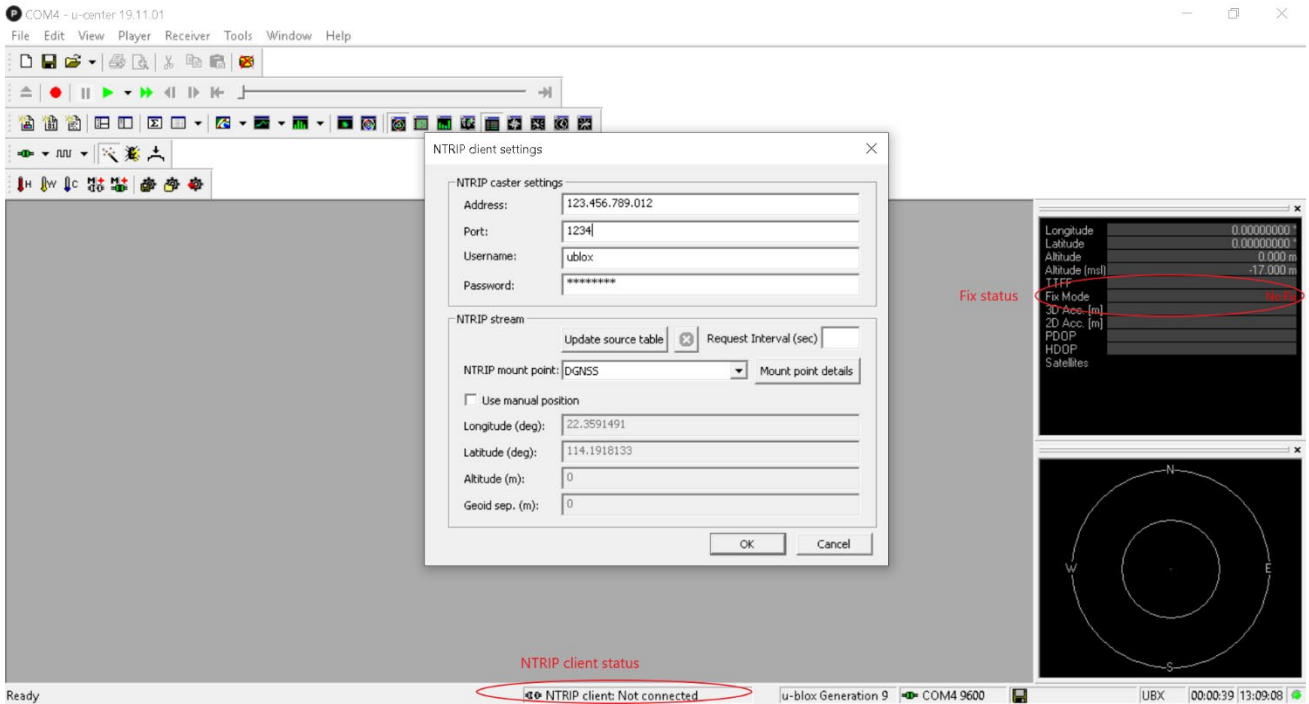 COM4 - u-center 19.11.01
File Edit View Player Receiver Tools Window Help
H W C
NTRIP client settings
NTRIP caster settings
Address: 123.456.789.012
Port: 1234
Username: ublox
Password: ********
NTRIP stream
Update source table Request Interval (sec)
NTRIP mount point: DGNSS Mount point details
Use manual position
Longitude (deg): 22.3591491
Latitude (deg): 114.1918133
Altitude (m): 0
Geoid sep. (m): 0
OK Cancel
Fix status
Longitude 0.00000000 °
Latitude 0.00000000 °
Altitude 0.000 m
Altitude (msl) -17.000 m
TTFF
Fix Mode No Fix
3D Acc. [m]
2D Acc. [m]
PDOP
HDOP
Satellites
N
W E
S
NTRIP client status
Ready NTRIP client: Not connected u-blox Generation 9 COM4 9600 UBX 00:00:39 13:09:08